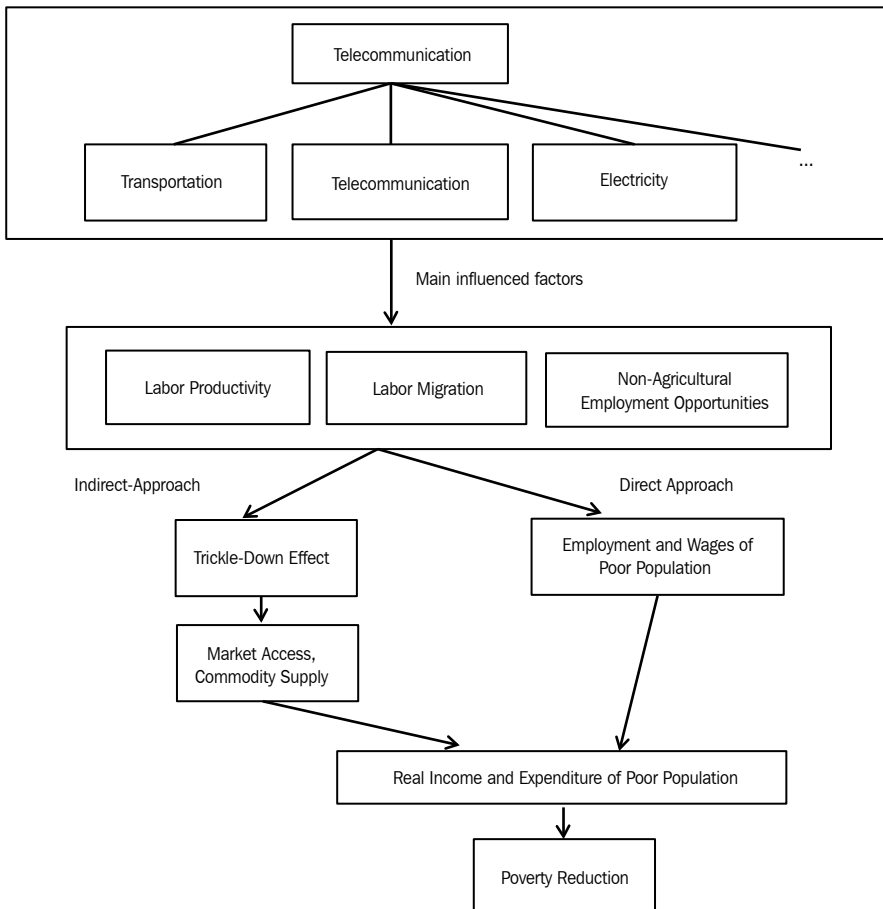 Telecommunication
Transportation
Telecommunication
Electricity
...
Main influenced factors
Labor Productivity
Labor Migration
Non-Agricultural
Employment Opportunities
Indirect-Approach
Direct Approach
Trickle-Down Effect
Employment and Wages of
Poor Population
Market Access,
Commodity Supply
Real Income and Expenditure of Poor Population
Poverty Reduction